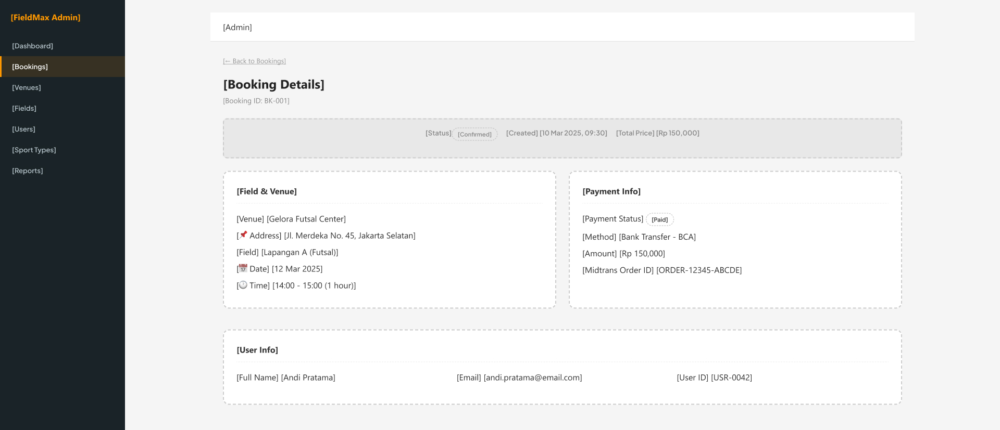 [FieldMax Admin]
[Dashboard]
[Bookings]
[Venues]
[Fields]
[Users]
[Sport Types]
[Reports]
[Admin]
[← Back to Bookings]
[Booking Details]
[Booking ID: BK-001]
[Status] [Confirmed] [Created] [10 Mar 2025, 09:30] [Total Price] [Rp 150,000]
[Field & Venue]
[Venue] [Gelora Futsal Center]
[📌 Address] [Jl. Merdeka No. 45, Jakarta Selatan]
[Field] [Lapangan A (Futsal)]
[📅 Date] [12 Mar 2025]
[🕐 Time] [14:00 - 15:00 (1 hour)]
[Payment Info]
[Payment Status] [Paid]
[Method] [Bank Transfer - BCA]
[Amount] [Rp 150,000]
[Midtrans Order ID] [ORDER-12345-ABCDE]
[User Info]
[Full Name] [Andi Pratama]
[Email] [andi.pratama@email.com]
[User ID] [USR-0042]